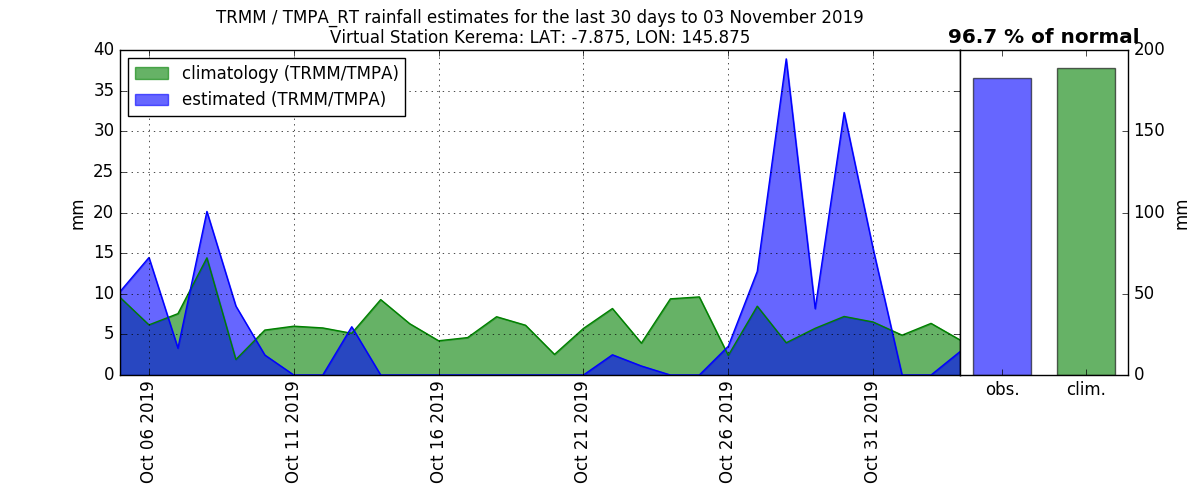 TRMM / TMPA_RT rainfall estimates for the last 30 days to 03 November 2019
Virtual Station Kerema: LAT: -7.875, LON: 145.875
96.7 % of normal
climatology (TRMM/TMPA)
estimated (TRMM/TMPA)
40
35
30
25
20
15
10
5
0
mm
Oct 06 2019
Oct 11 2019
Oct 16 2019
Oct 21 2019
Oct 26 2019
Oct 31 2019
200
150
100
50
0
mm
obs.
clim.